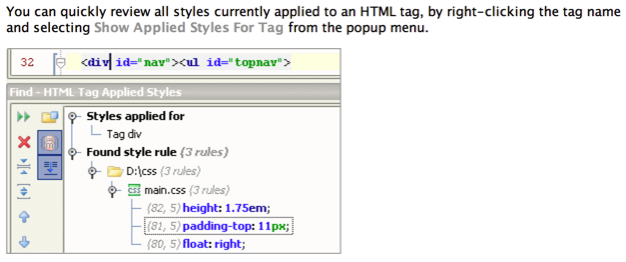 You can quickly review all styles currently applied to an HTML tag, by right-clicking the tag name
and selecting Show Applied Styles For Tag from the popup menu.
32 <div id="nav"><ul id="topnav">
Find - HTML Tag Applied Styles
Styles applied for
Tag div
Found style rule (3 rules)
D:\css (3 rules)
css main.css (3 rules)
(82, 5) height: 1.75em;
(81, 5) padding-top: 11px;
(80, 5) float: right;